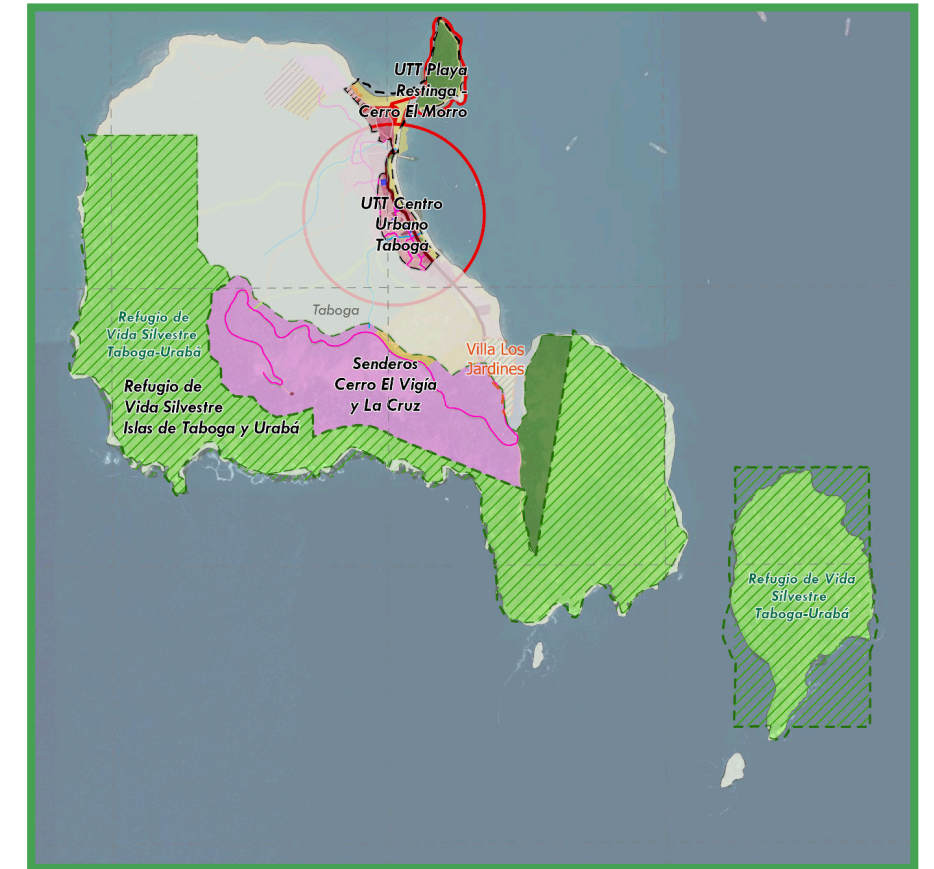 UTT Playa
Restinga -
Cerro El Morro
UTT Centro
Urbano
Taboga
Taboga
Refugio de
Vida Silvestre
Taboga-Urabá
Villa Los
Jardines
Senderos
Cerro El Vigía
y La Cruz
Refugio de
Vida Silvestre
Islas de Taboga y Urabá
Refugio de Vida
Silvestre
Taboga-Urabá